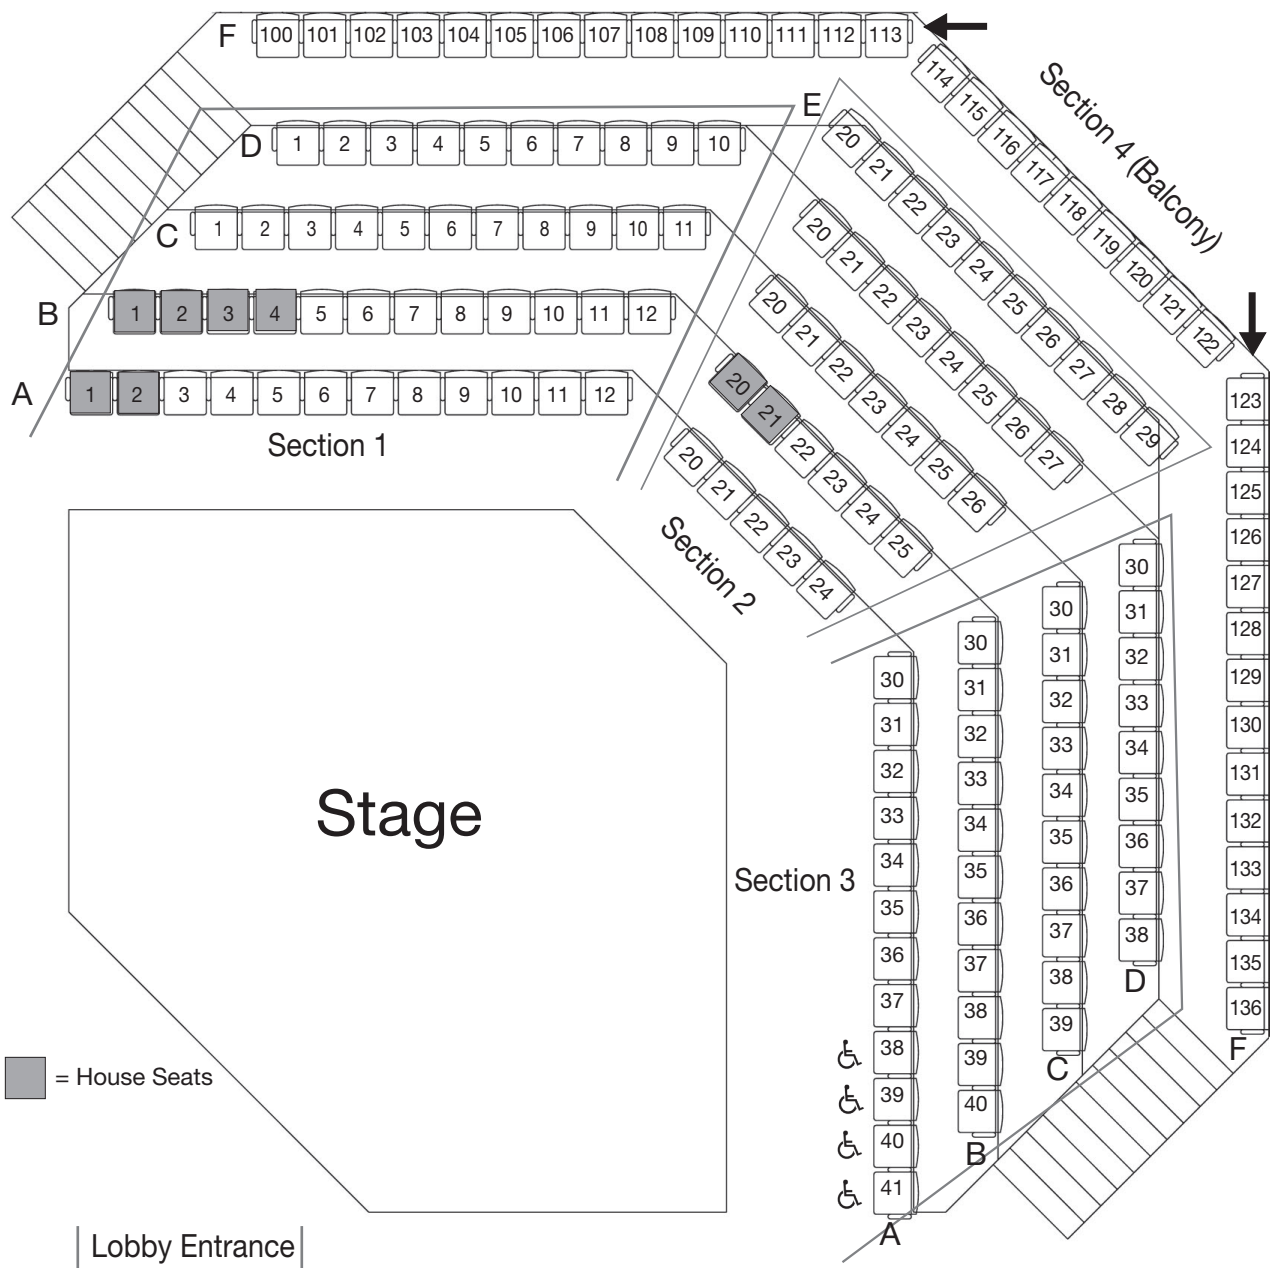 F 100 101 102 103 104 105 106 107 108 109 110 111 112 113
114 115 116 117 118 119 120 121 122
Section 4 (Balcony)
D 1 2 3 4 5 6 7 8 9 10
C 1 2 3 4 5 6 7 8 9 10 11
B 1 2 3 4 5 6 7 8 9 10 11 12
A 1 2 3 4 5 6 7 8 9 10 11 12
Section 1
E 20 21 22 23 24 25 26 27 28 29
20 21 22 23 24 25 26 27
20 21 22 23 24 25 26
20 21 22 23 24 25
20 21 22 23 24
Section 2
Stage
Section 3
30 31 32 33 34 35 36 37 38 39 40 41 A
30 31 32 33 34 35 36 37 38 39 40 B
30 31 32 33 34 35 36 37 38 39 C
30 31 32 33 34 35 36 37 38 D
123 124 125 126 127 128 129 130 131 132 133 134 135 136 F
= House Seats
Lobby Entrance